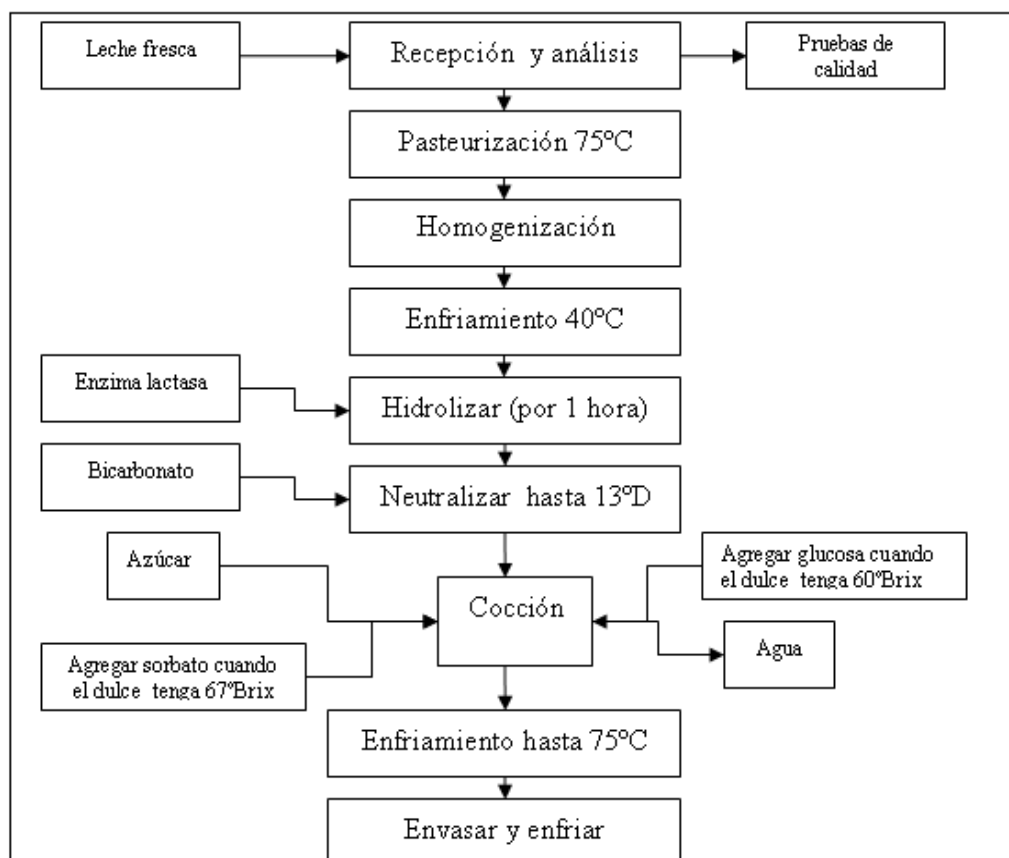 Leche fresca
Recepción y análisis
Pruebas de
calidad
Pasteurización 75ºC
Homogenización
Enfriamiento 40ºC
Enzima lactasa
Hidrolizar (por 1 hora)
Bicarbonato
Neutralizar hasta 13ºD
Azúcar
Agregar glucosa cuando
el dulce tenga 60ºBrix
Cocción
Agua
Agregar sorbato cuando
el dulce tenga 67ºBrix
Enfriamiento hasta 75ºC
Envasar y enfriar